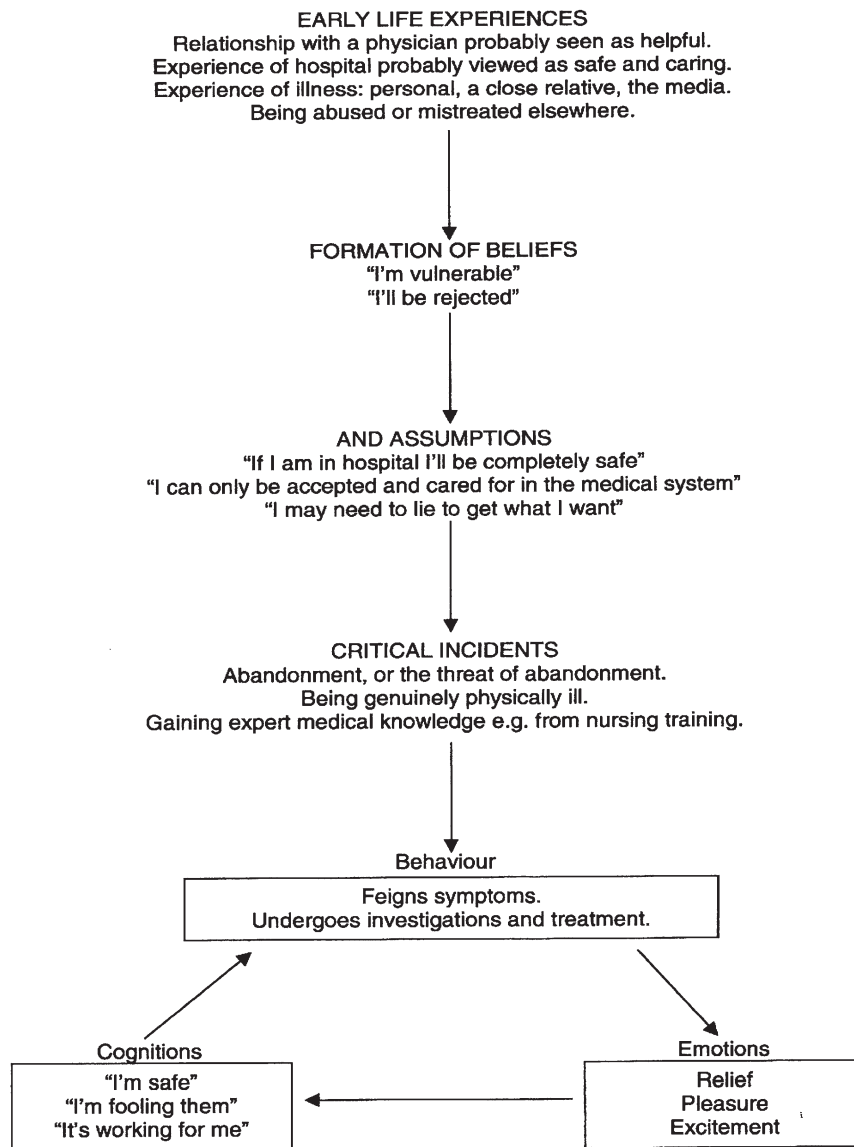 EARLY LIFE EXPERIENCES
Relationship with a physician probably seen as helpful.
Experience of hospital probably viewed as safe and caring.
Experience of illness: personal, a close relative, the media.
Being abused or mistreated elsewhere.
FORMATION OF BELIEFS
“I’m vulnerable”
“I’ll be rejected”
AND ASSUMPTIONS
“If I am in hospital I’ll be completely safe”
“I can only be accepted and cared for in the medical system”
“I may need to lie to get what I want”
CRITICAL INCIDENTS
Abandonment, or the threat of abandonment.
Being genuinely physically ill.
Gaining expert medical knowledge e.g. from nursing training.
Behaviour
Feigns symptoms.
Undergoes investigations and treatment.
Cognitions
“I’m safe”
“I’m fooling them”
“It’s working for me”
Emotions
Relief
Pleasure
Excitement